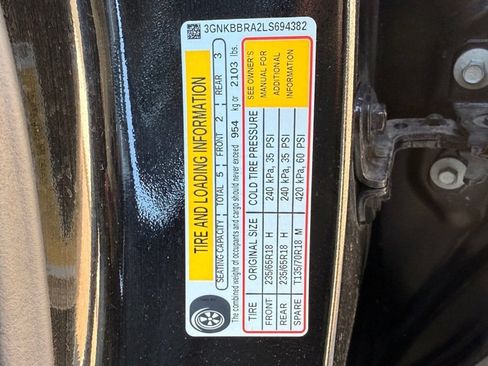 3GNKBBRA2LS694382
TIRE AND LOADING INFORMATION
SEATING CAPACITY TOTAL 5 FRONT 2 REAR 3
The combined weight of occupants and cargo should never exceed 954 kg or 2103 lbs.
TIRE ORIGINAL SIZE COLD TIRE PRESSURE
FRONT 235/65R18 H 240 kPa, 35 PSI
REAR 235/65R18 H 240 kPa, 35 PSI
SPARE T135/70R18 M 420 kPa, 60 PSI
SEE OWNER'S
MANUAL FOR
ADDITIONAL
INFORMATION